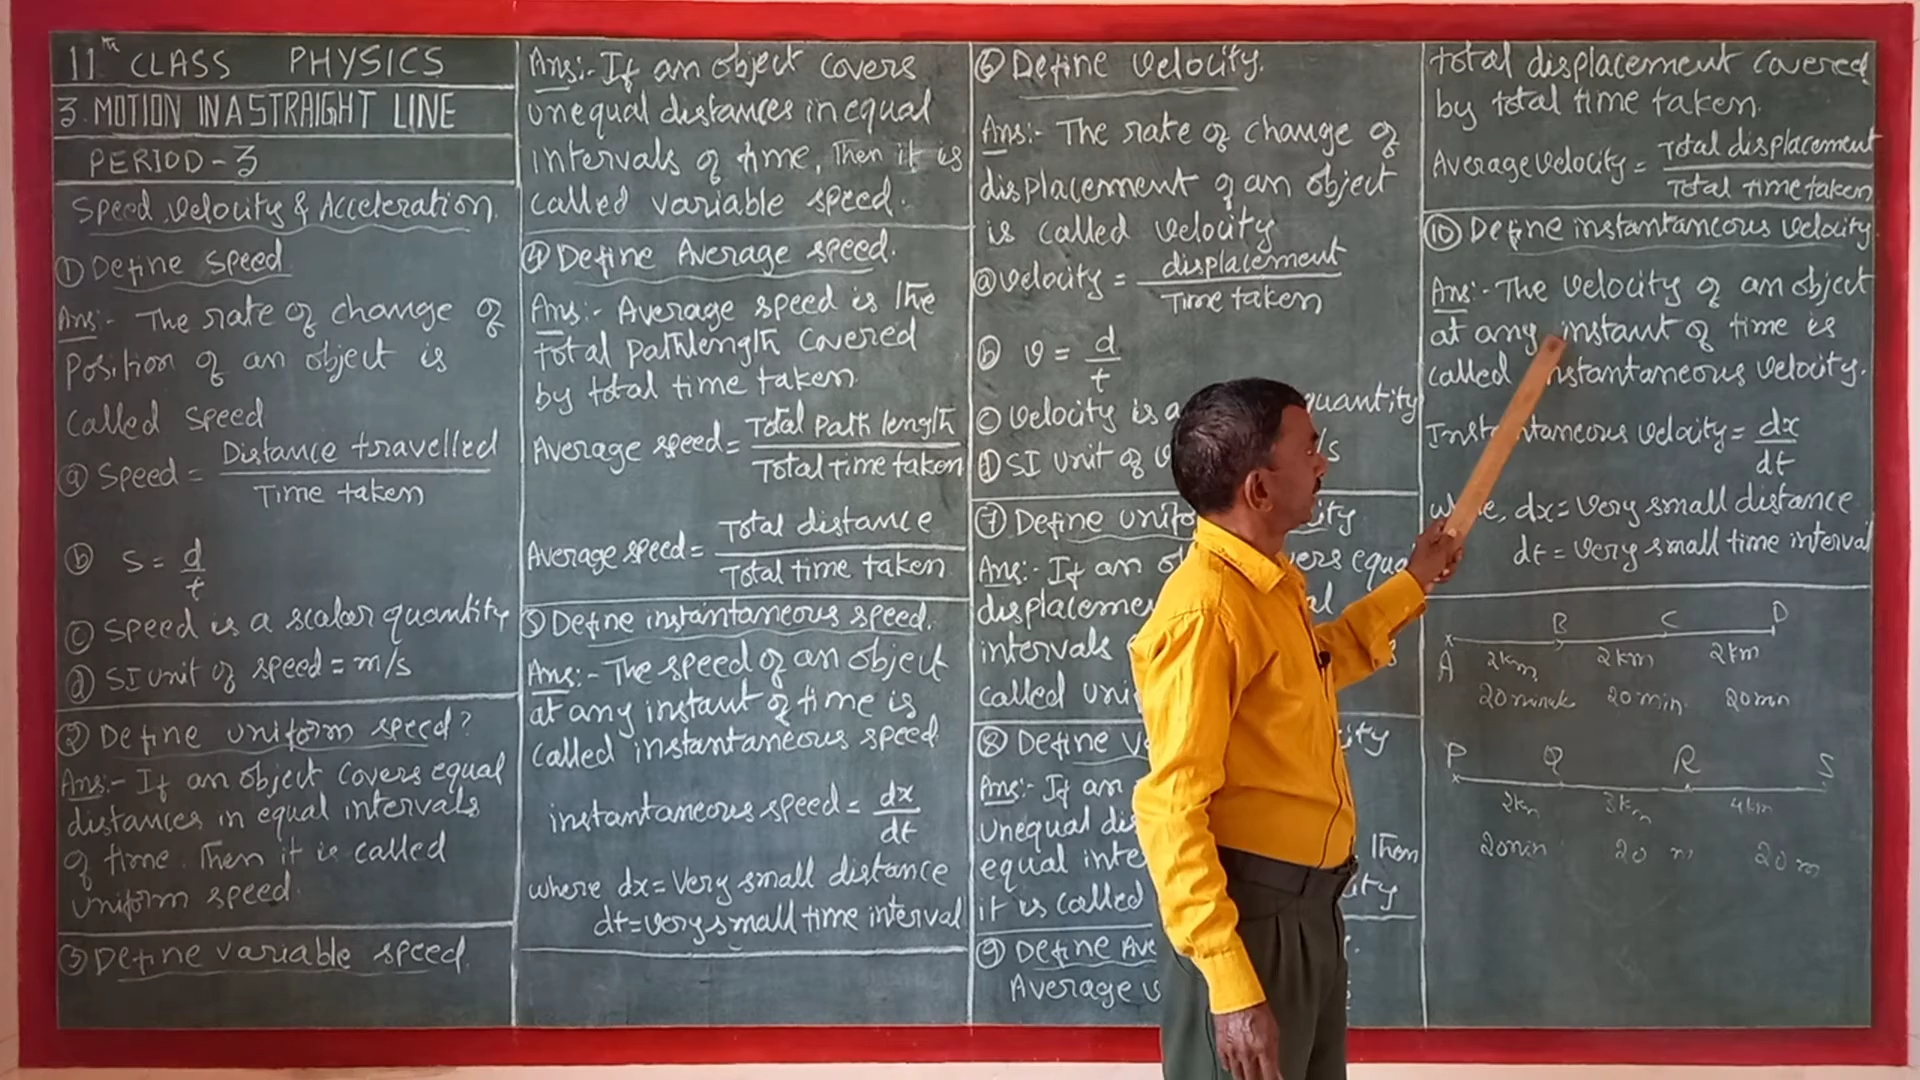 11th CLASS PHYSICS
3. MOTION IN A STRAIGHT LINE
PERIOD-3
Speed, Velocity & Acceleration
① Define speed
Ans:- The rate of change of
Position of an object is
called speed
ⓐ Speed = Distance travelled / Time taken
ⓑ s = d/t
ⓒ speed is a scalar quantity
ⓓ SI unit of speed = m/s
② Define uniform speed?
Ans:- If an object covers equal
distances in equal intervals
of time. Then it is called
uniform speed.
③ Define variable speed.
Ans:- If an object covers
unequal distances in equal
intervals of time, Then it is
called variable speed.
④ Define Average speed.
Ans:- Average speed is the
total pathlength covered
by total time taken.
Average speed = Total path length / Total time taken
Average speed = Total distance / Total time taken
⑤ Define instantaneous speed.
Ans:- The speed of an object
at any instant of time is
called instantaneous speed
instantaneous speed = dx/dt
where dx = Very small distance
dt = very small time interval
⑥ Define Velocity.
Ans:- The rate of change of
displacement of an object
is called velocity
ⓐ velocity = displacement / Time taken
ⓑ v = d/t
ⓒ velocity is a quantity
ⓓ SI unit of /s
⑦ Define
Ans:- If an equal
intervals
called
⑧ Define
Ans:- If an
unequal
equal Then
it is called
⑨ Define
Average
total displacement covered
by total time taken.
Average velocity = Total displacement / Total time taken
⑩ Define instantaneous velocity
Ans:- The velocity of an object
at any instant of time is
called instantaneous velocity.
Instantaneous velocity = dx/dt
dx = Very small distance
dt = very small time interval
B C D
A 2km 2km 2km
20 min 20min
P Q R S
2km 3km 4km
20min 20 m 20 m